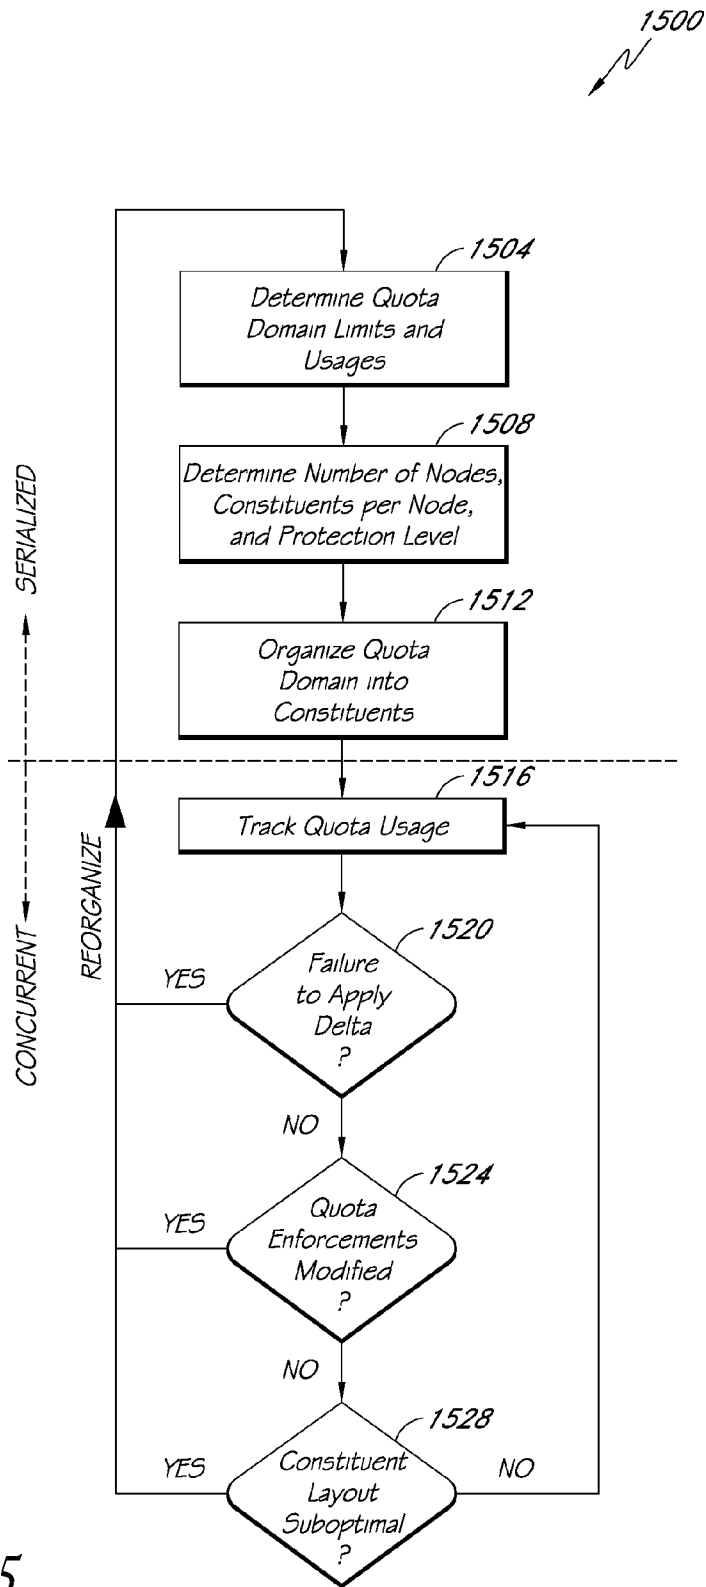 1500
1504
Determine Quota
Domain Limits and
Usages
1508
Determine Number of Nodes,
Constituents per Node,
and Protection Level
1512
Organize Quota
Domain into
Constituents
SERIALIZED
CONCURRENT
REORGANIZE
1516
Track Quota Usage
1520
Failure
to Apply
Delta
?
YES
NO
1524
Quota
Enforcements
Modified
?
YES
NO
1528
Constituent
Layout
Suboptimal
?
YES
NO
5